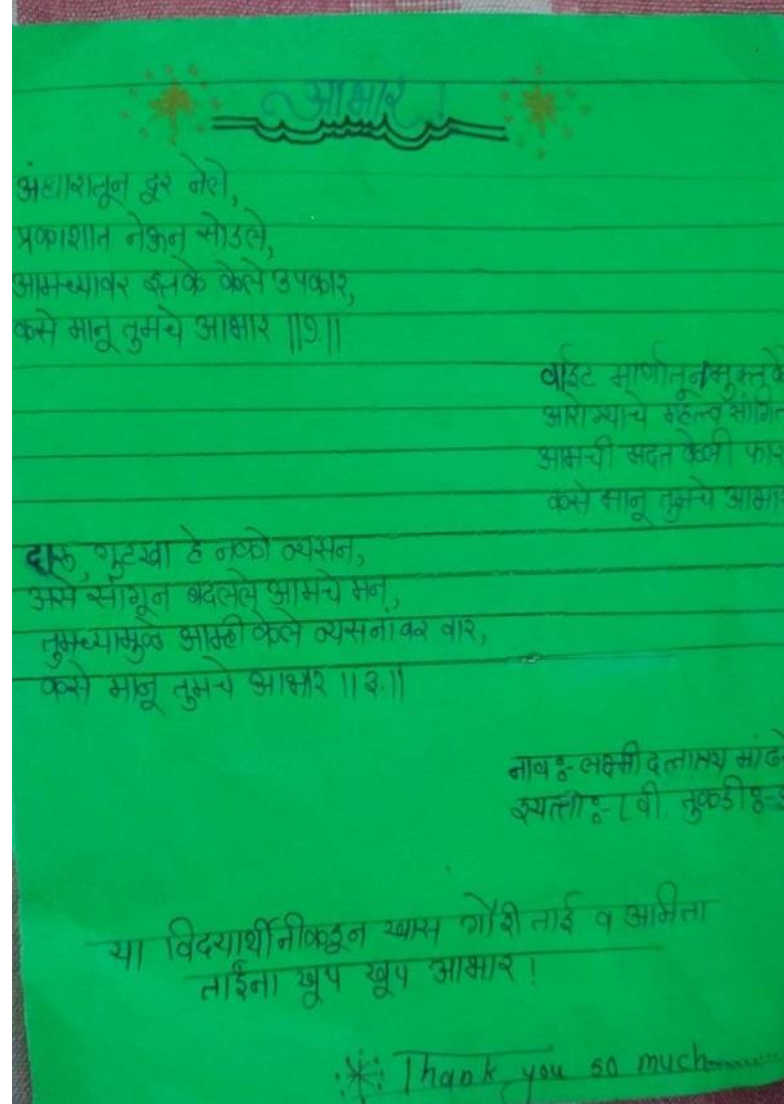 आभार !
अंधारातून दूर नेले,
प्रकाशात नेऊन सोडले,
आमच्यावर इतके केले उपकार,
कसे मानू तुमचे आभार ||१.||
वाईट मार्गातून मुक्त
आरोग्याचे महत्व
आमची मदत केली फार
कसे मानू तुमचे आभार
दारू, गुटखा हे नको व्यसन,
असे सांगून बदलले आमचे मन,
तुमच्यामुळे आम्ही केले व्यसनांवर वार,
कसे मानू तुमचे आभार ||३.||
नाव:- लक्ष्मी दत्तात्रय
इयत्ता:- ८वी. तुकडी:-
या विदयार्थीनीकडून खास गौरी ताई व अमिता
ताईंना खूप खूप आभार !
Thank you so much